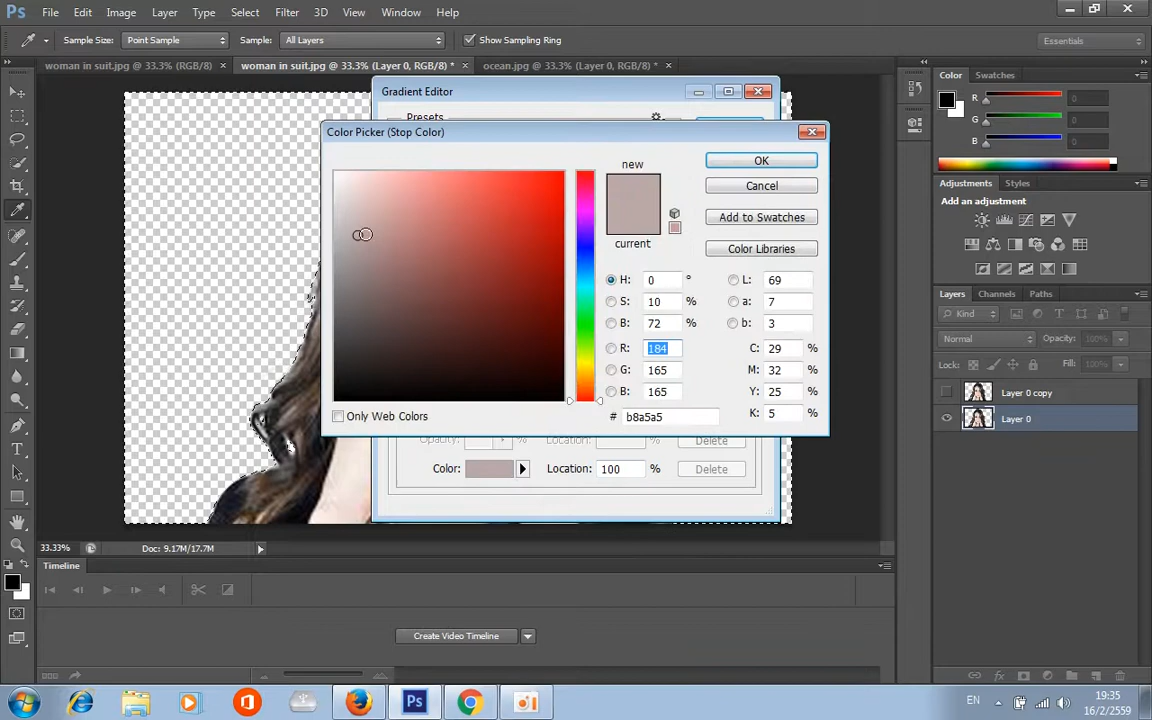 Ps File Edit Image Layer Type Select Filter 3D View Window Help
Sample Size: Point Sample Sample: All Layers Show Sampling Ring Essentials
woman in suit.jpg @ 33.3% (RGB/8) × woman in suit.jpg @ 33.3% (Layer 0, RGB/8) * × ocean.jpg @ 33.3% (Layer 0, RGB/8) * ×
Color Swatches
R 0
G 0
B 0
Gradient Editor
Presets
Color Picker (Stop Color)
new
current
OK
Cancel
Add to Swatches
Color Libraries
H: 0 °
S: 10 %
B: 72 %
R: 184
G: 165
B: 165
# b8a5a5
L: 69
a: 7
b: 3
C: 29 %
M: 32 %
Y: 25 %
K: 5 %
Only Web Colors
Opacity: % Location: % Delete
Color: Location: 100 % Delete
Adjustments Styles
Add an adjustment
Layers Channels Paths
Kind
Normal Opacity: 100%
Lock: Fill: 100%
Layer 0 copy
Layer 0
33.33% Doc: 9.17M/17.7M
Timeline
Create Video Timeline
Ps
EN 19:35
16/2/2559